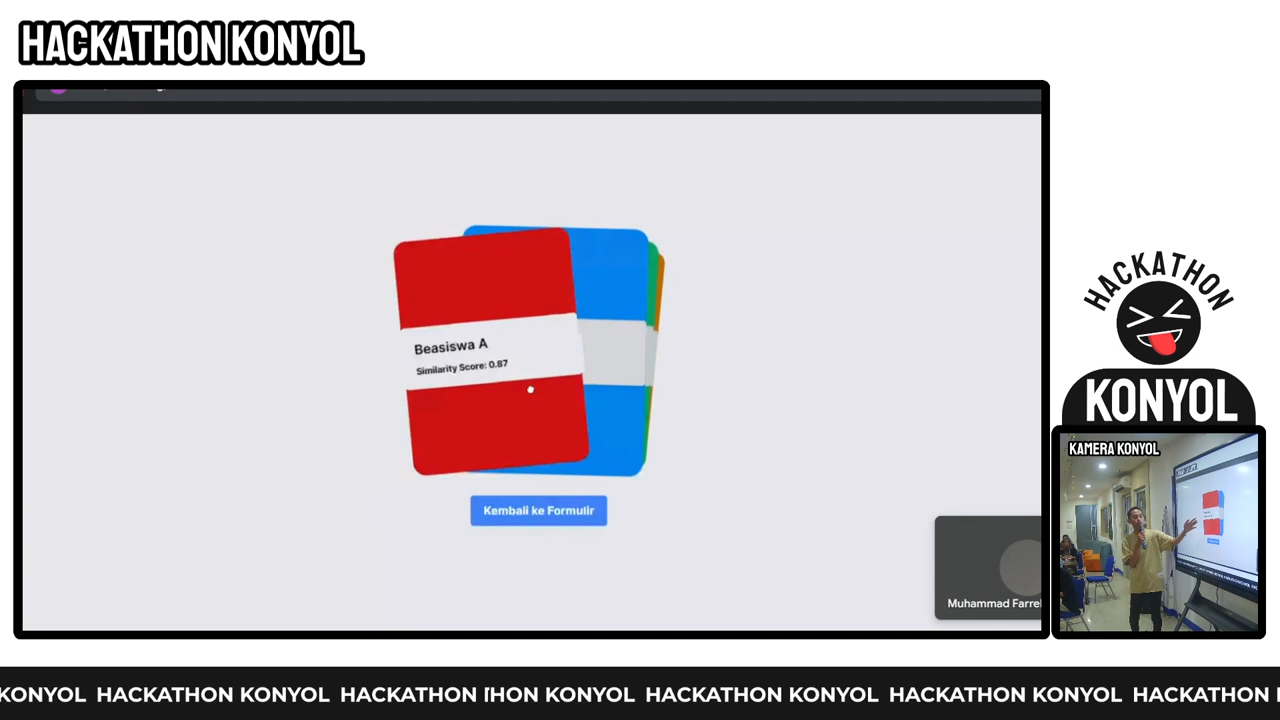 HACKATHON KONYOL
Beasiswa A
Similarity Score: 0.87
Kembali ke Formulir
Muhammad Farrel
HACKATHON
KONYOL
KAMERA KONYOL
KONYOL HACKATHON KONYOL HACKATHON THON KONYOL HACKATHON KONYOL HACKATHON KONYOL HACKATHON